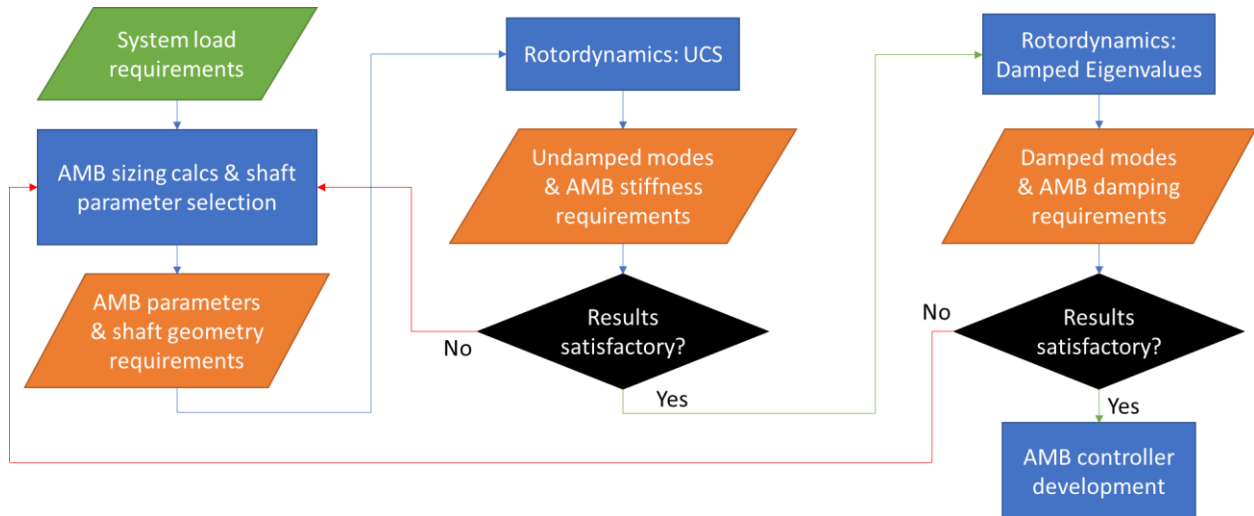 System load
requirements
AMB sizing calcs & shaft
parameter selection
AMB parameters
& shaft geometry
requirements
Rotordynamics: UCS
Undamped modes
& AMB stiffness
requirements
Results
satisfactory?
No
Yes
Rotordynamics:
Damped Eigenvalues
Damped modes
& AMB damping
requirements
Results
satisfactory?
No
Yes
AMB controller
development